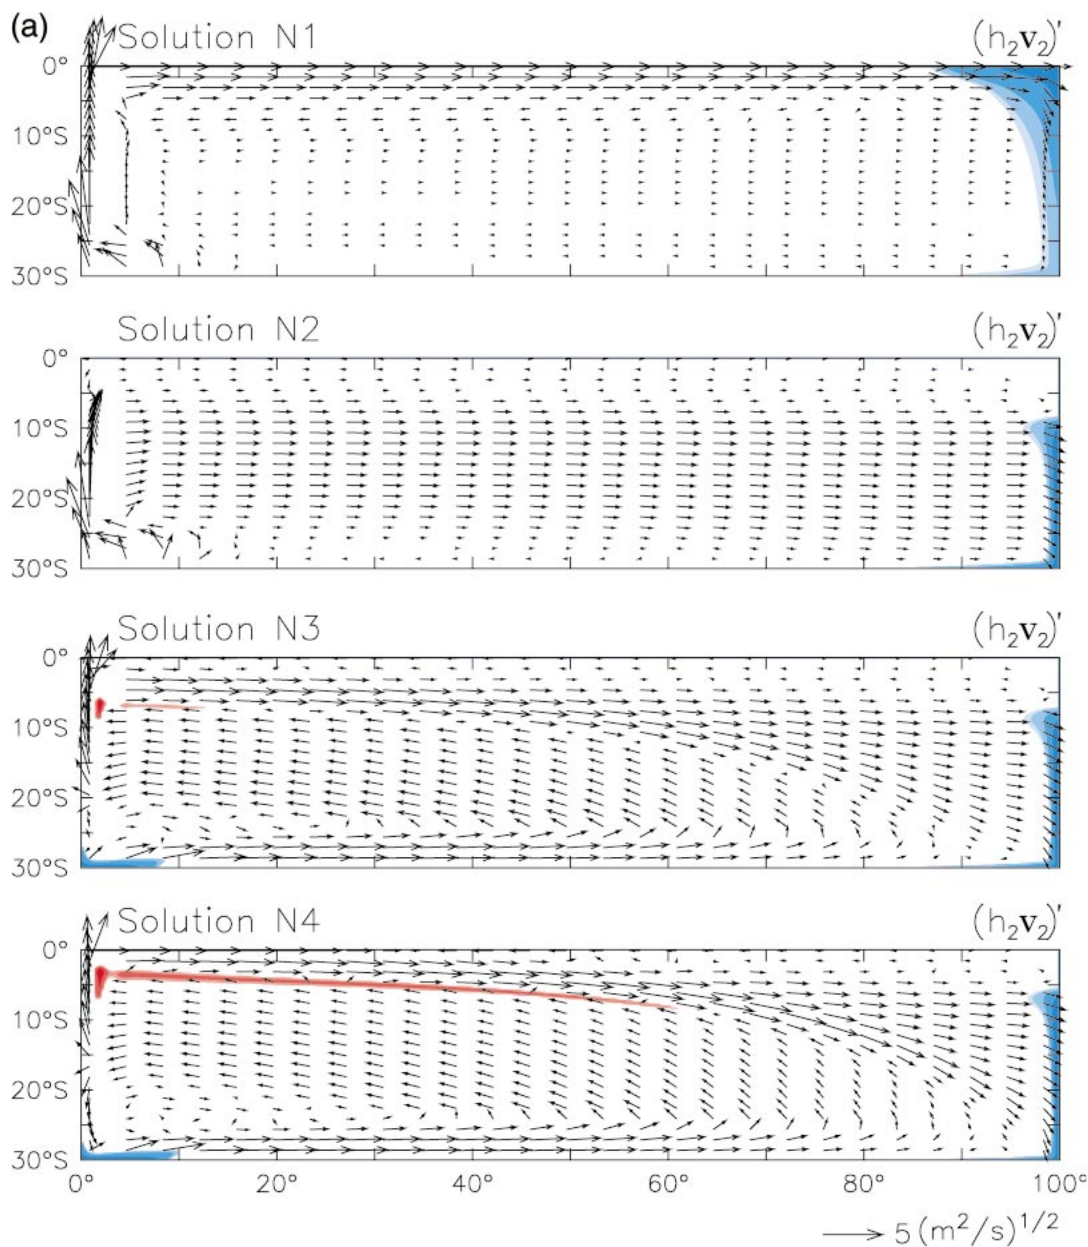 (a) Solution N1 (h₂v₂)′
0°
10°S
20°S
30°S
Solution N2 (h₂v₂)′
0°
10°S
20°S
30°S
Solution N3 (h₂v₂)′
0°
10°S
20°S
30°S
Solution N4 (h₂v₂)′
0°
10°S
20°S
30°S
0° 20° 40° 60° 80° 100°
5 (m²/s)¹/²